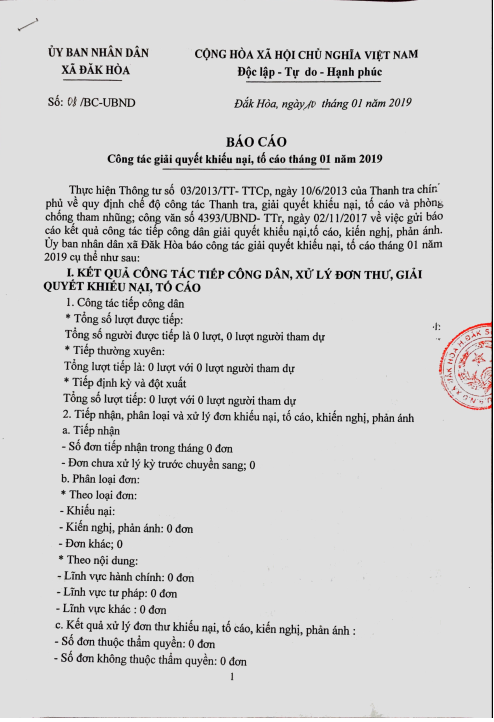 ỦY BAN NHÂN DÂN
XÃ ĐĂK HÒA
CỘNG HÒA XÃ HỘI CHỦ NGHĨA VIỆT NAM
Độc lập - Tự do - Hạnh phúc
Số: 08 /BC-UBND
Đắk Hòa, ngày 10 tháng 01 năm 2019
BÁO CÁO
Công tác giải quyết khiếu nại, tố cáo tháng 01 năm 2019
Thực hiện Thông tư số 03/2013/TT- TTCp, ngày 10/6/2013 của Thanh tra chín
phủ về quy định chế độ công tác Thanh tra, giải quyết khiếu nại, tố cáo và phòng
chống tham nhũng; công văn số 4393/UBND- TTr, ngày 02/11/2017 về việc gửi báo
cáo kết quả công tác tiếp công dân giải quyết khiếu nại,tố cáo, kiến nghị, phản ánh.
Ủy ban nhân dân xã Đăk Hòa báo công tác giải quyết khiếu nại, tố cáo tháng 01 năm
2019 cụ thể như sau:
I. KẾT QUẢ CÔNG TÁC TIẾP CÔNG DÂN, XỬ LÝ ĐƠN THƯ, GIẢI
QUYẾT KHIẾU NẠI, TỐ CÁO
1. Công tác tiếp công dân
* Tổng số lượt được tiếp:
Tổng số người được tiếp là 0 lượt, 0 lượt người tham dự
* Tiếp thường xuyên:
Tổng lượt tiếp là: 0 lượt với 0 lượt người tham dự
* Tiếp định kỳ và đột xuất
Tổng số lượt tiếp: 0 lượt với 0 lượt người tham dự
2. Tiếp nhận, phân loại và xử lý đơn khiếu nại, tố cáo, khiến nghị, phản ánh
a. Tiếp nhận
- Số đơn tiếp nhận trong tháng 0 đơn
- Đơn chưa xử lý kỳ trước chuyển sang; 0
b. Phân loại đơn:
* Theo loại đơn:
- Khiếu nại:
- Kiến nghị, phản ánh: 0 đơn
- Đơn khác; 0
* Theo nội dung:
- Lĩnh vực hành chính: 0 đơn
- Lĩnh vực tư pháp: 0 đơn
- Lĩnh vực khác : 0 đơn
c. Kết quả xử lý đơn thư khiếu nại, tố cáo, kiến nghị, phản ánh :
- Số đơn thuộc thẩm quyền: 0 đơn
- Số đơn không thuộc thẩm quyền: 0 đơn
1